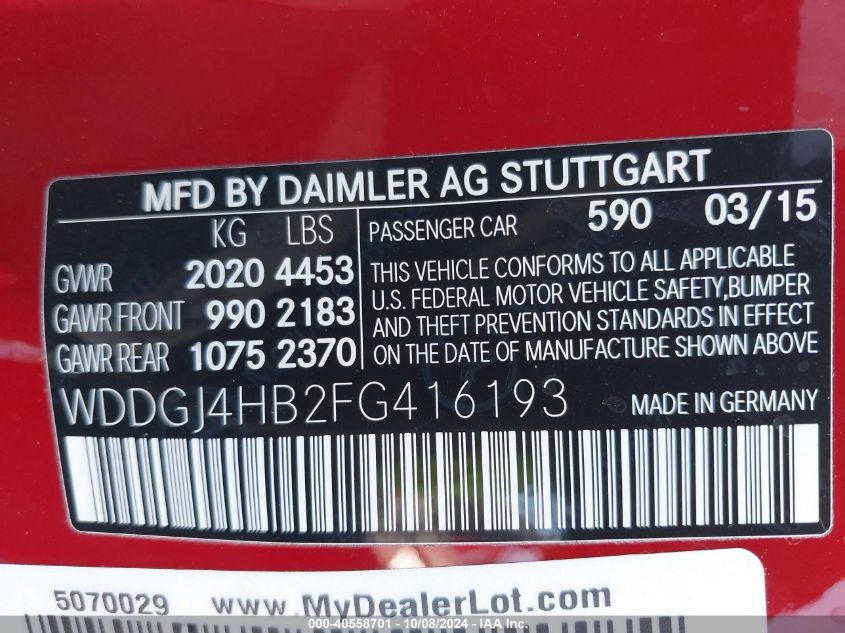 MFD BY DAIMLER AG STUTTGART
KG LBS
GVWR 2020 4453
GAWR FRONT 990 2183
GAWR REAR 1075 2370
PASSENGER CAR 590 03/15
THIS VEHICLE CONFORMS TO ALL APPLICABLE
U.S. FEDERAL MOTOR VEHICLE SAFETY,BUMPER
AND THEFT PREVENTION STANDARDS IN EFFECT
ON THE DATE OF MANUFACTURE SHOWN ABOVE
WDDGJ4HB2FG416193 MADE IN GERMANY
5070029 www.MyDealerLot.com
000-40558701 - 10/08/2024 - IAA Inc.